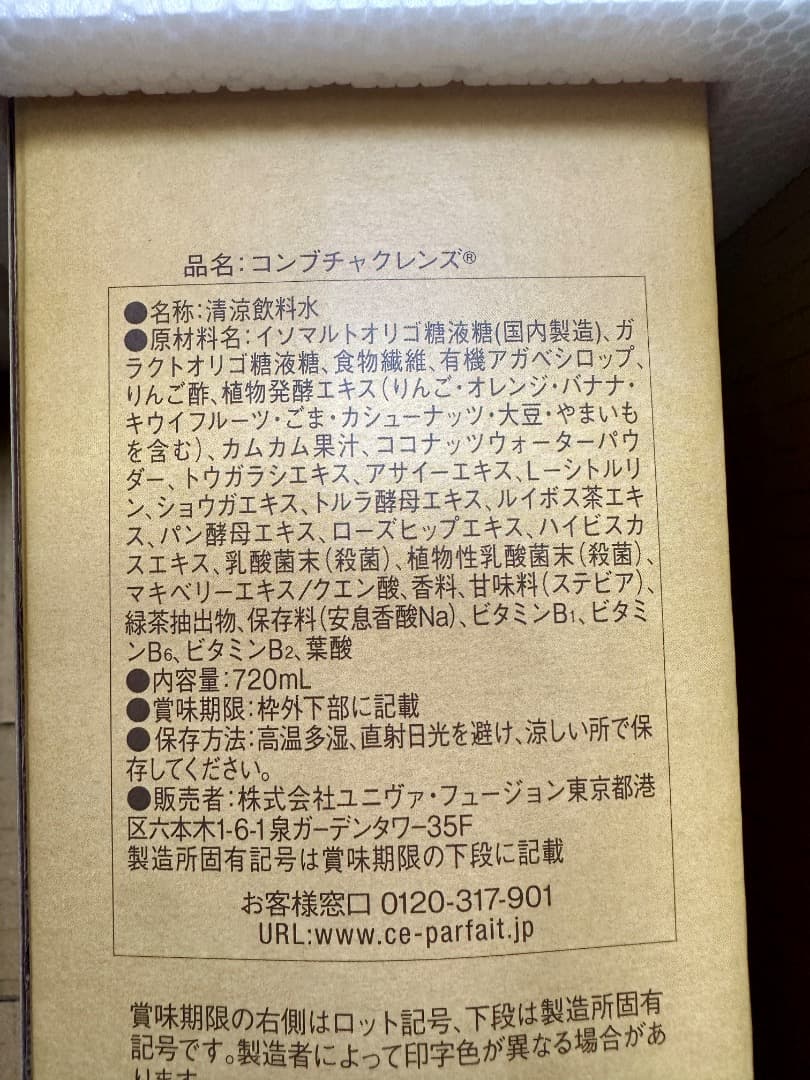 品名：コンブチャクレンズ®
●名称：清涼飲料水
●原材料名：イソマルトオリゴ糖液糖(国内製造)、ガ
ラクトオリゴ糖液糖、食物繊維、有機アガベシロップ、
りんご酢、植物発酵エキス（りんご・オレンジ・バナナ・
キウイフルーツ・ごま・カシューナッツ・大豆・やまいも
を含む）、カムカム果汁、ココナッツウォーターパウ
ダー、トウガラシエキス、アサイーエキス、L－シトルリ
ン、ショウガエキス、トルラ酵母エキス、ルイボス茶エキ
ス、パン酵母エキス、ローズヒップエキス、ハイビスカ
スエキス、乳酸菌末（殺菌）、植物性乳酸菌末（殺菌）、
マキベリーエキス/クエン酸、香料、甘味料（ステビア）、
緑茶抽出物、保存料（安息香酸Na）、ビタミンB1、ビタミ
ンB6、ビタミンB2、葉酸
●内容量：720mL
●賞味期限：枠外下部に記載
●保存方法：高温多湿、直射日光を避け、涼しい所で保
存してください。
●販売者：株式会社ユニヴァ・フュージョン東京都港
区六本木1-6-1泉ガーデンタワー35F
製造所固有記号は賞味期限の下段に記載
お客様窓口 0120-317-901
URL:www.ce-parfait.jp
賞味期限の右側はロット記号、下段は製造所固有
記号です。製造者によって印字色が異なる場合があ
ります